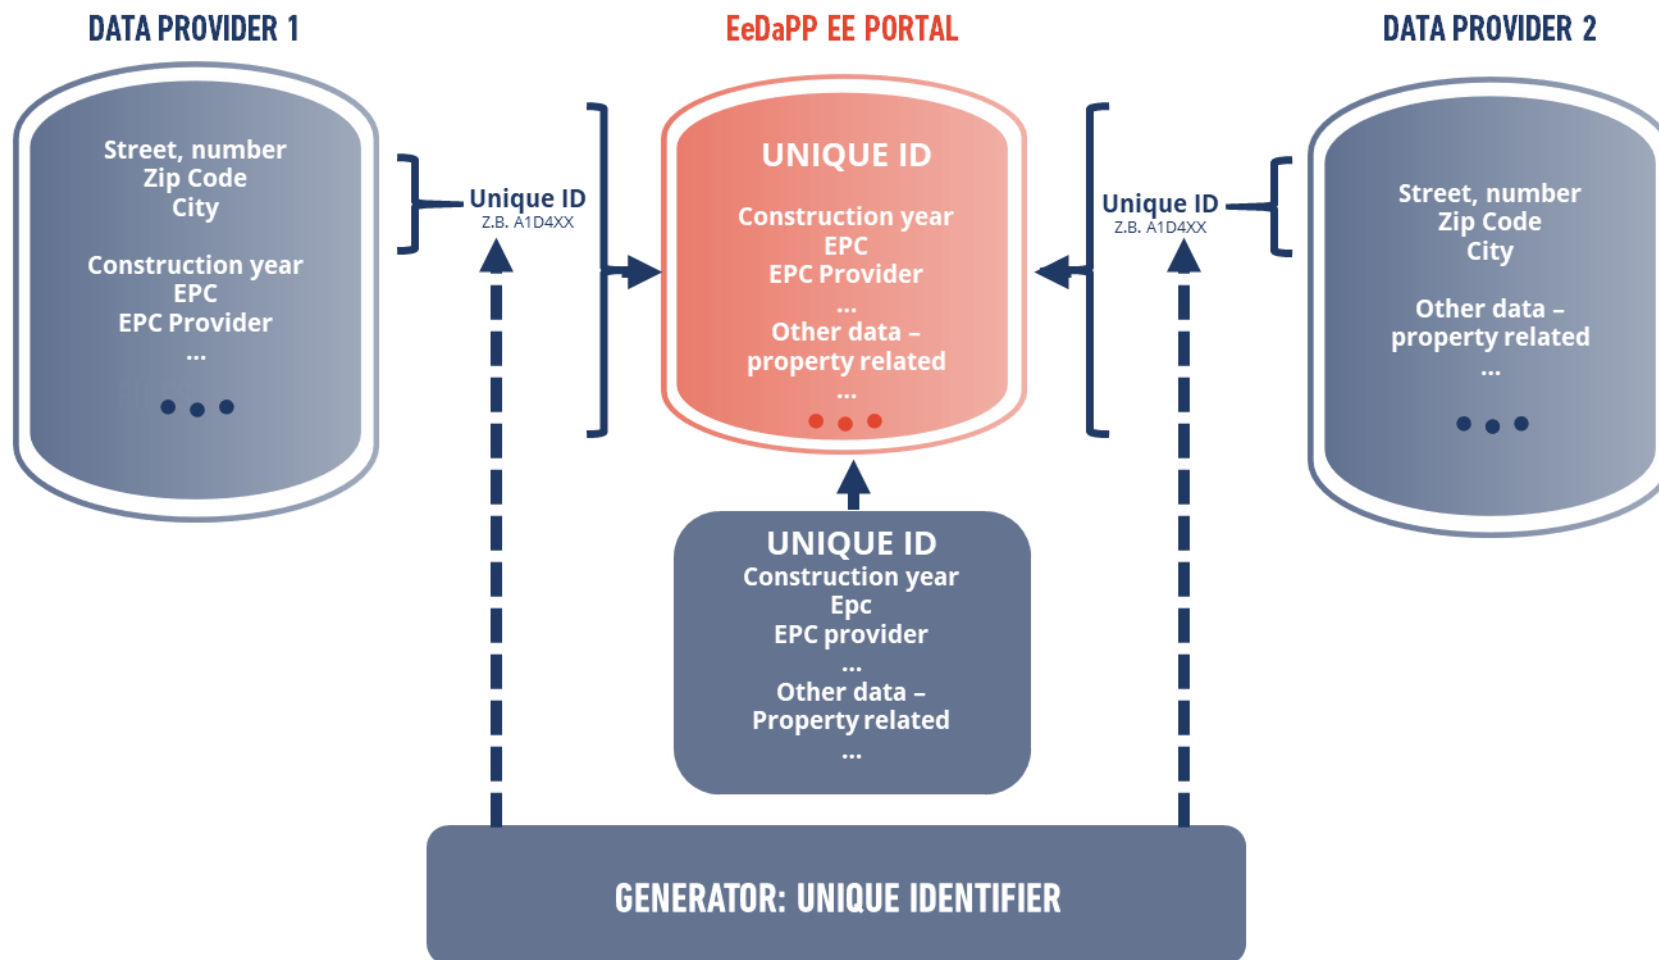 DATA PROVIDER 1
Street, number
Zip Code
City
Construction year
EPC
EPC Provider
...
Unique ID
Z.B. A1D4XX
EeDaPP EE PORTAL
UNIQUE ID
Construction year
EPC
EPC Provider
...
Other data –
property related
...
UNIQUE ID
Construction year
Epc
EPC provider
...
Other data –
Property related
...
DATA PROVIDER 2
Unique ID
Z.B. A1D4XX
Street, number
Zip Code
City
Other data –
property related
...
GENERATOR: UNIQUE IDENTIFIER